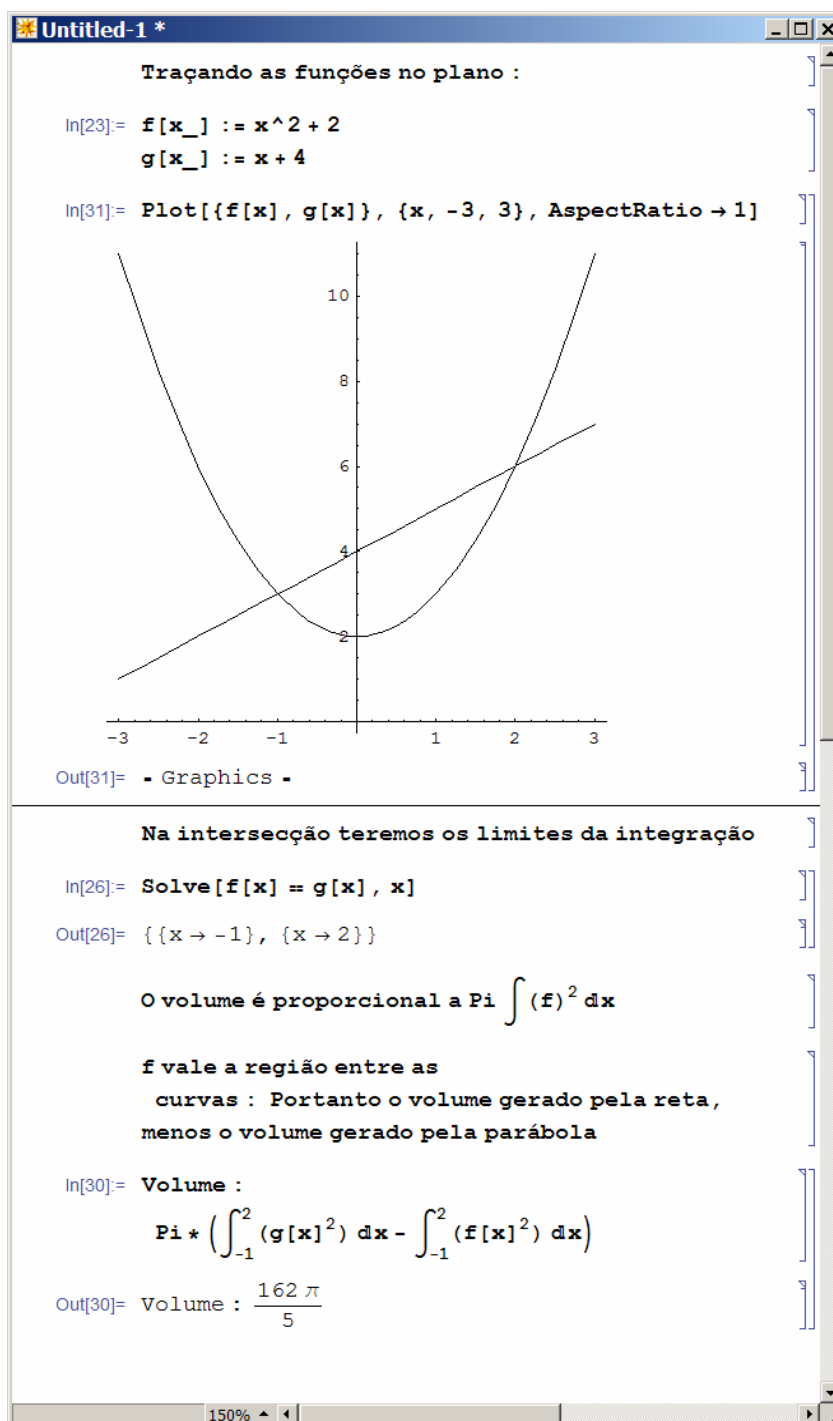 Untitled-1 *
Traçando as funções no plano :
In[23]:= f[x_] := x^2 + 2
g[x_] := x + 4
In[31]:= Plot[{f[x], g[x]}, {x, -3, 3}, AspectRatio → 1]
10
8
6
4
2
-3 -2 -1 1 2 3
Out[31]= - Graphics -
Na intersecção teremos os limites da integração
In[26]:= Solve[f[x] == g[x], x]
Out[26]= {{x → -1}, {x → 2}}
O volume é proporcional a Pi ∫ (f)² ⅆx
f vale a região entre as
curvas : Portanto o volume gerado pela reta,
menos o volume gerado pela parábola
In[30]:= Volume :
Pi * (∫₋₁² (g[x]²) ⅆx - ∫₋₁² (f[x]²) ⅆx)
Out[30]= Volume : 162 π / 5
150%